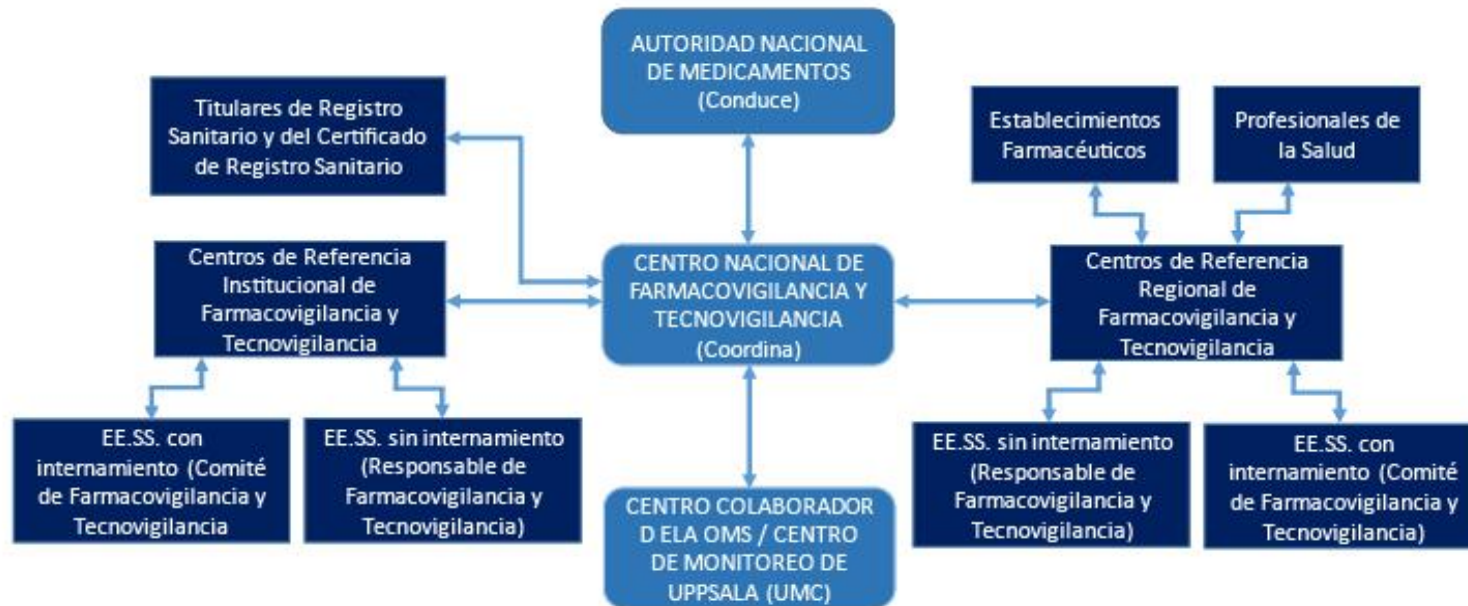 AUTORIDAD NACIONAL
DE MEDICAMENTOS
(Conduce)
Titulares de Registro
Sanitario y del Certificado
de Registro Sanitario
Establecimientos
Farmacéuticos
Profesionales de
la Salud
Centros de Referencia
Institucional de
Farmacovigilancia y
Tecnovigilancia
CENTRO NACIONAL DE
FARMACOVIGILANCIA Y
TECNOVIGILANCIA
(Coordina)
Centros de Referencia
Regional de
Farmacovigilancia y
Tecnovigilancia
EE.SS. con
internamiento (Comité
de Farmacovigilancia y
Tecnovigilancia
EE.SS. sin internamiento
(Responsable de
Farmacovigilancia y
Tecnovigilancia)
CENTRO COLABORADOR
D ELA OMS / CENTRO
DE MONITOREO DE
UPPSALA (UMC)
EE.SS. sin internamiento
(Responsable de
Farmacovigilancia y
Tecnovigilancia)
EE.SS. con
internamiento (Comité
de Farmacovigilancia y
Tecnovigilancia)